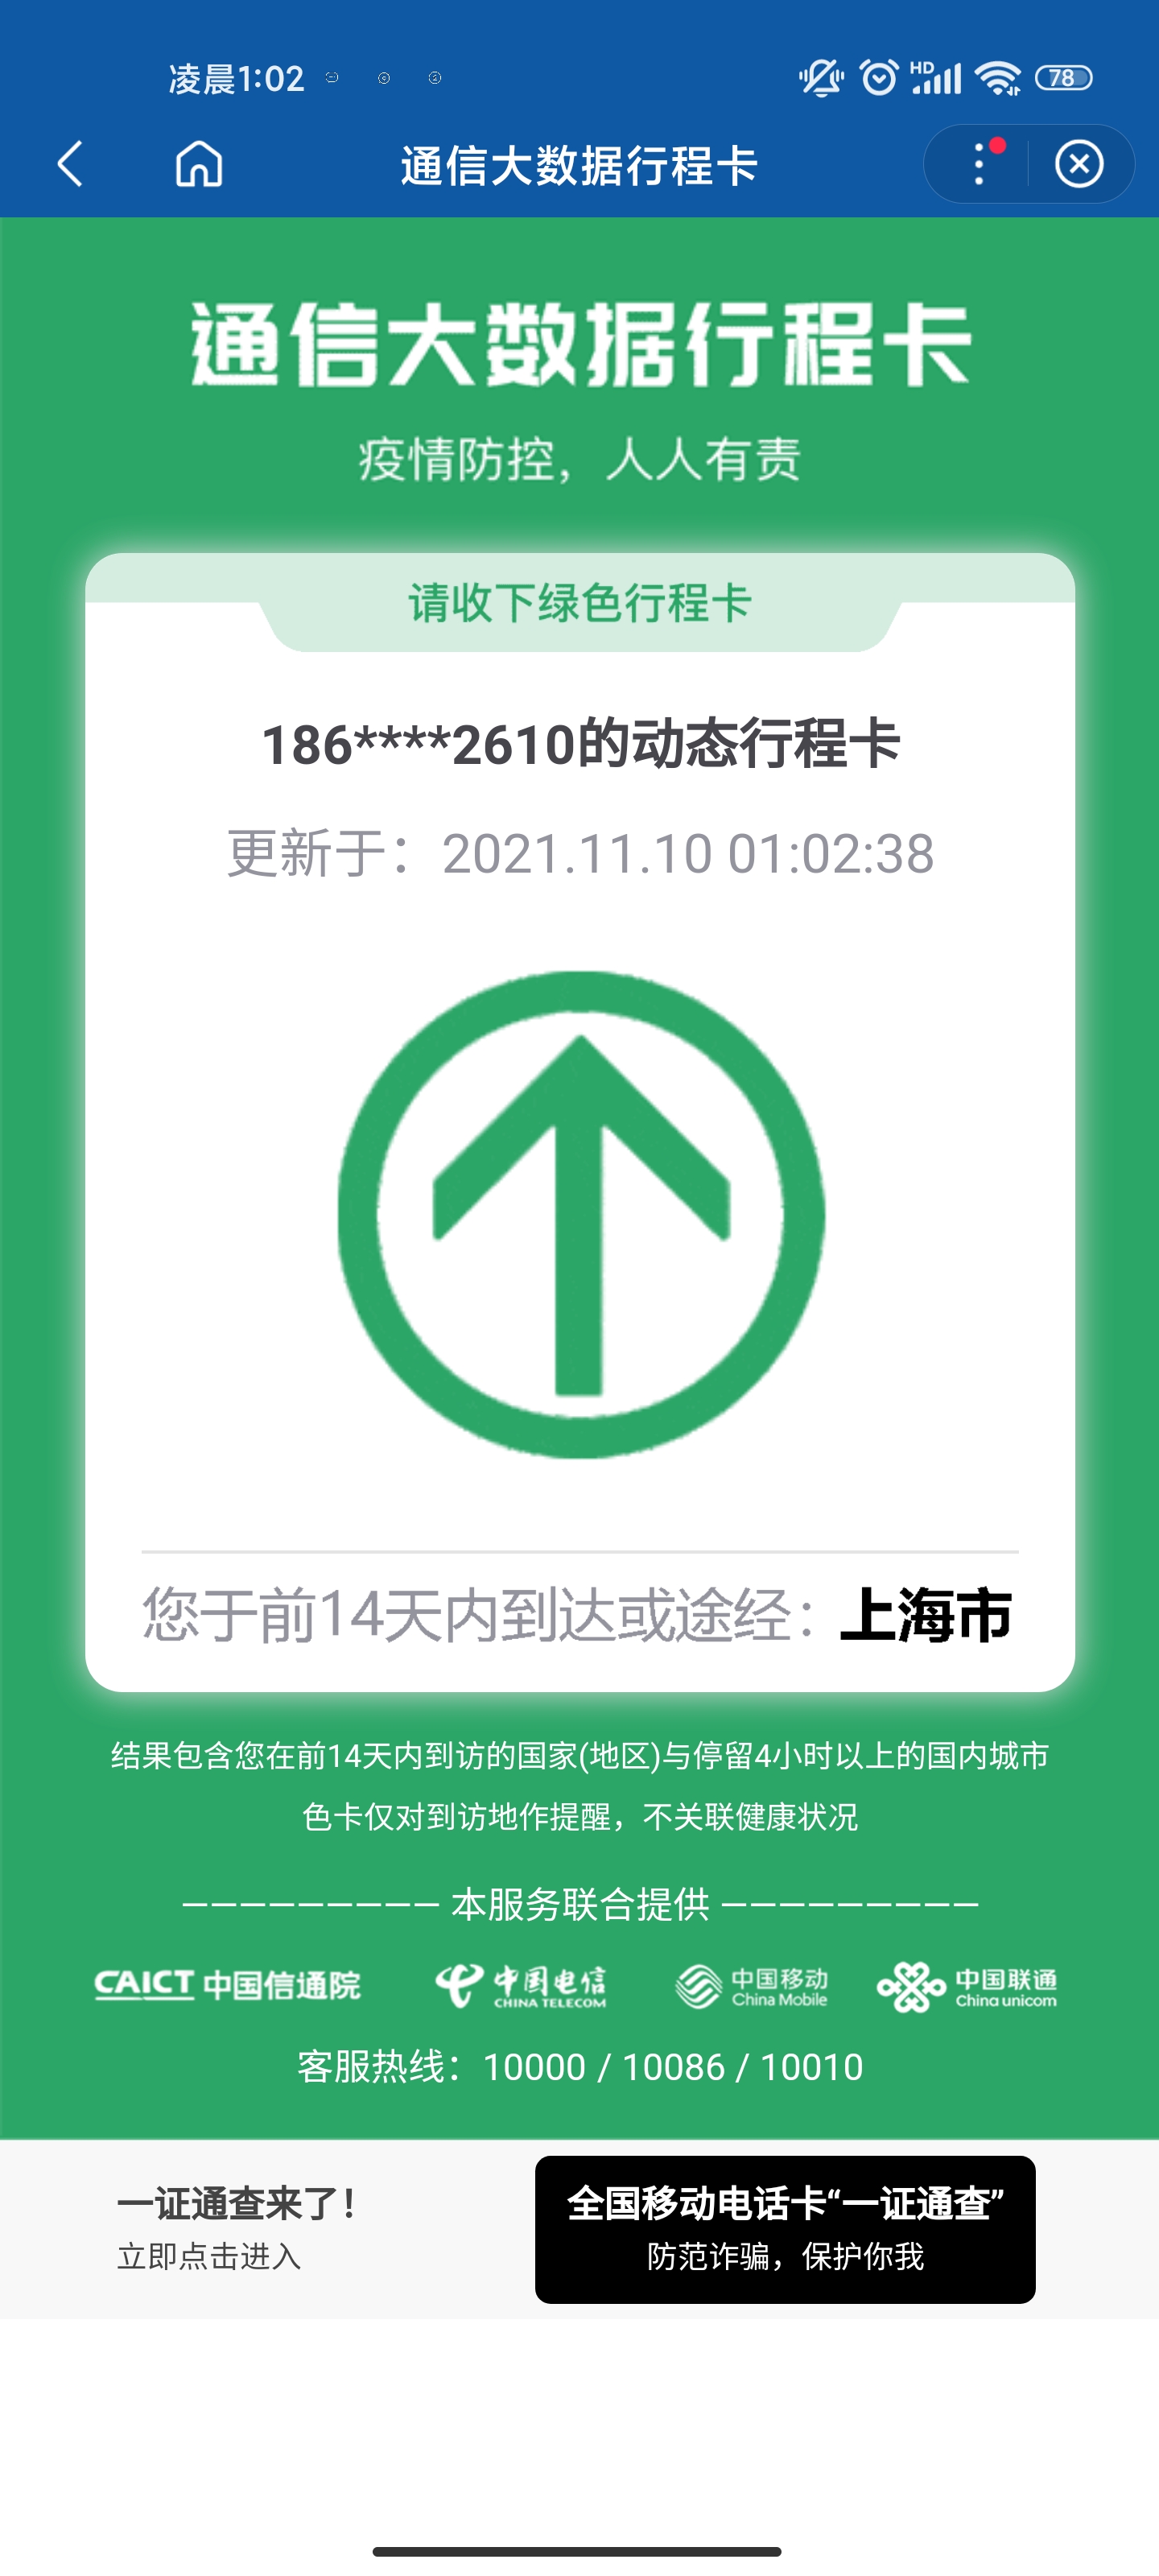 凌晨1:02
HD
78
通信大数据行程卡
通信大数据行程卡
疫情防控，人人有责
请收下绿色行程卡
186****2610的动态行程卡
更新于：2021.11.10 01:02:38
您于前14天内到达或途经：上海市
结果包含您在前14天内到访的国家(地区)与停留4小时以上的国内城市
色卡仅对到访地作提醒，不关联健康状况
————————— 本服务联合提供 —————————
CAICT 中国信通院 中国电信 CHINA TELECOM 中国移动 China Mobile 中国联通 China unicom
客服热线：10000 / 10086 / 10010
一证通查来了！
立即点击进入
全国移动电话卡“一证通查”
防范诈骗，保护你我